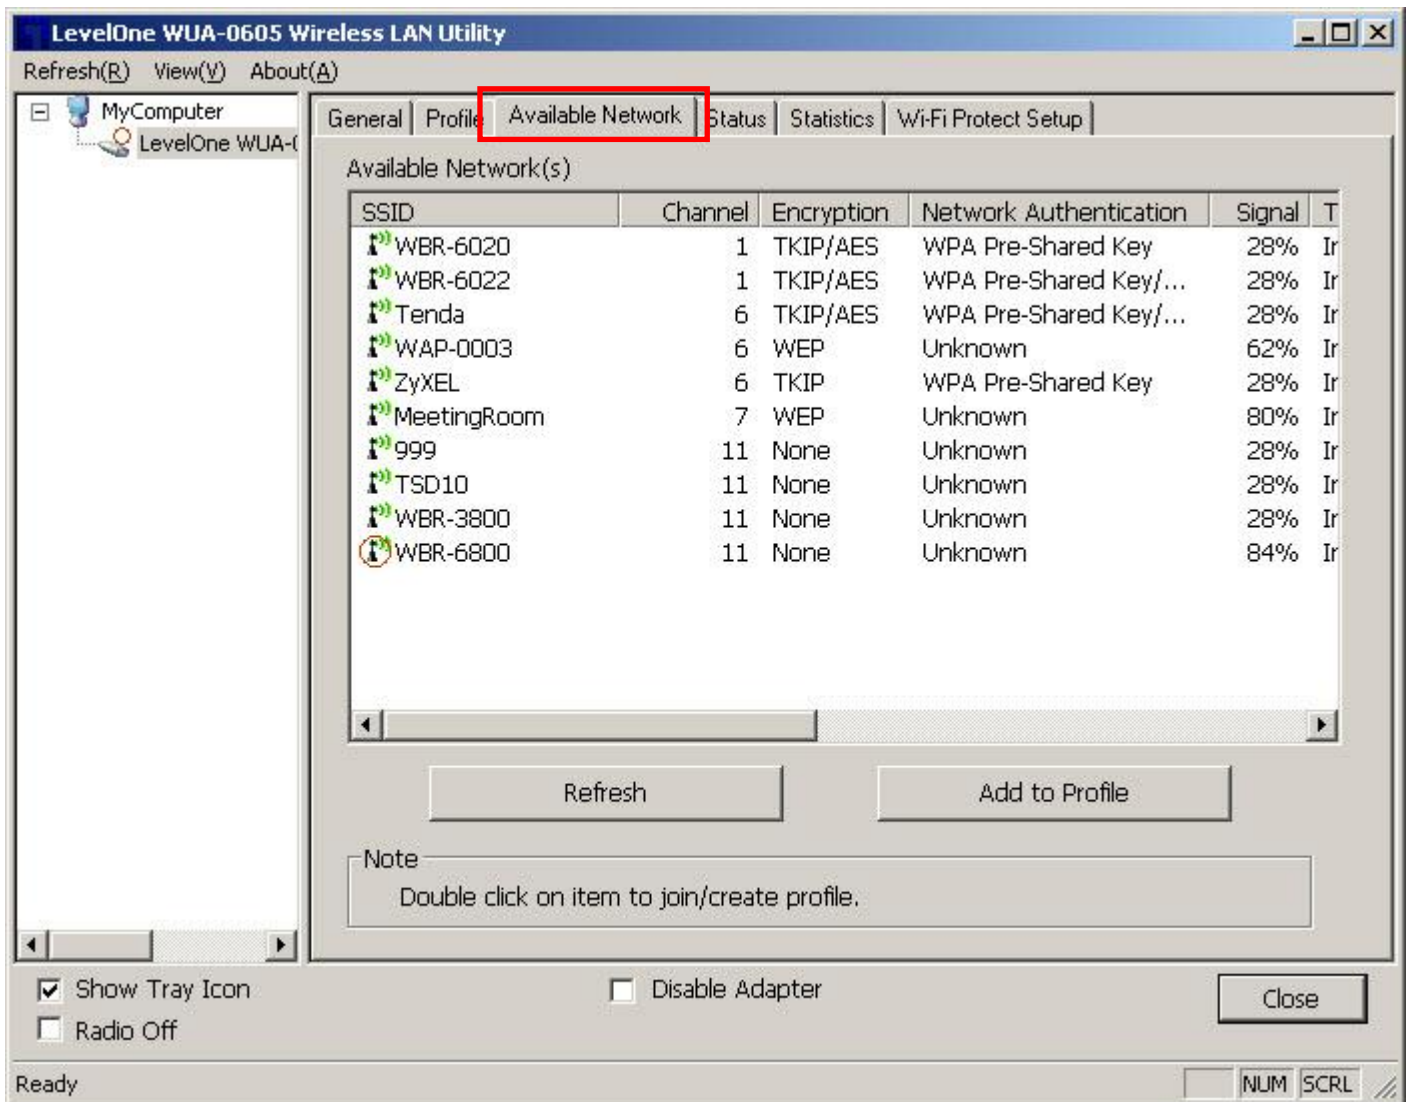 LevelOne WUA-0605 Wireless LAN Utility
Refresh(R) View(V) About(A)
MyComputer
LevelOne WUA-(
General Profile Available Network Status Statistics Wi-Fi Protect Setup
Available Network(s)
SSID Channel Encryption Network Authentication Signal T
WBR-6020 1 TKIP/AES WPA Pre-Shared Key 28% Ir
WBR-6022 1 TKIP/AES WPA Pre-Shared Key/... 28% Ir
Tenda 6 TKIP/AES WPA Pre-Shared Key/... 28% Ir
WAP-0003 6 WEP Unknown 62% Ir
ZyXEL 6 TKIP WPA Pre-Shared Key 28% Ir
MeetingRoom 7 WEP Unknown 80% Ir
999 11 None Unknown 28% Ir
TSD10 11 None Unknown 28% Ir
WBR-3800 11 None Unknown 28% Ir
WBR-6800 11 None Unknown 84% Ir
Refresh Add to Profile
Note
Double click on item to join/create profile.
Show Tray Icon Disable Adapter Close
Radio Off
Ready NUM SCRL